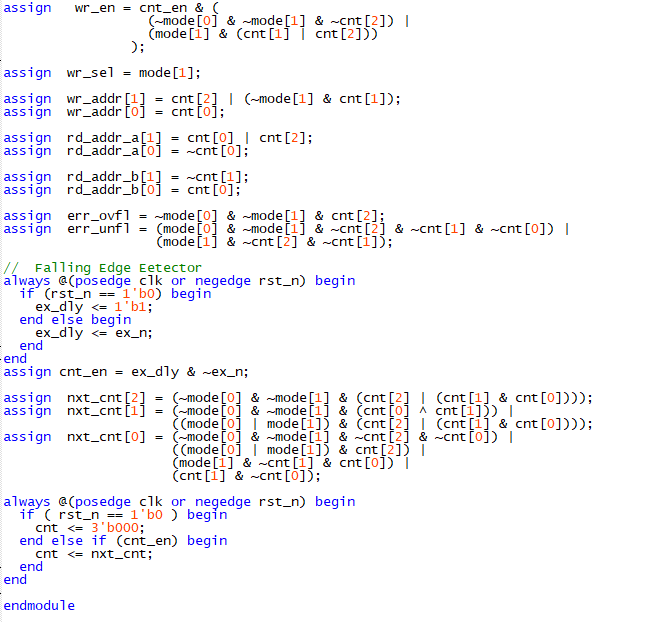 assign   wr_en = cnt_en & (
                  (~mode[0] & ~mode[1] & ~cnt[2]) |
                  (mode[1] & (cnt[1] | cnt[2]))
                );
assign  wr_sel = mode[1];
assign  wr_addr[1] = cnt[2] | (~mode[1] & cnt[1]);
assign  wr_addr[0] = cnt[0];
assign  rd_addr_a[1] = cnt[0] | cnt[2];
assign  rd_addr_a[0] = ~cnt[0];
assign  rd_addr_b[1] = ~cnt[1];
assign  rd_addr_b[0] = cnt[0];
assign  err_ovfl = ~mode[0] & ~mode[1] & cnt[2];
assign  err_unfl = (mode[0] & ~mode[1] & ~cnt[2] & ~cnt[1] & ~cnt[0]) |
                   (mode[1] & ~cnt[2] & ~cnt[1]);
//  Falling Edge Eetector
always @(posedge clk or negedge rst_n) begin
  if (rst_n == 1'b0) begin
    ex_dly <= 1'b1;
  end else begin
    ex_dly <= ex_n;
  end
end
assign cnt_en = ex_dly & ~ex_n;
assign  nxt_cnt[2] = (~mode[0] & ~mode[1] & (cnt[2] | (cnt[1] & cnt[0])));
assign  nxt_cnt[1] = (~mode[0] & ~mode[1] & (cnt[0] ^ cnt[1])) |
                     ((mode[0] | mode[1]) & (cnt[2] | (cnt[1] & cnt[0])));
assign  nxt_cnt[0] = (~mode[0] & ~mode[1] & ~cnt[2] & ~cnt[0]) |
                     ((mode[0] | mode[1]) & cnt[2]) |
                     (mode[1] & ~cnt[1] & cnt[0]) |
                     (cnt[1] & ~cnt[0]);
always @(posedge clk or negedge rst_n) begin
  if ( rst_n == 1'b0 ) begin
    cnt <= 3'b000;
  end else if (cnt_en) begin
    cnt <= nxt_cnt;
  end
end
endmodule